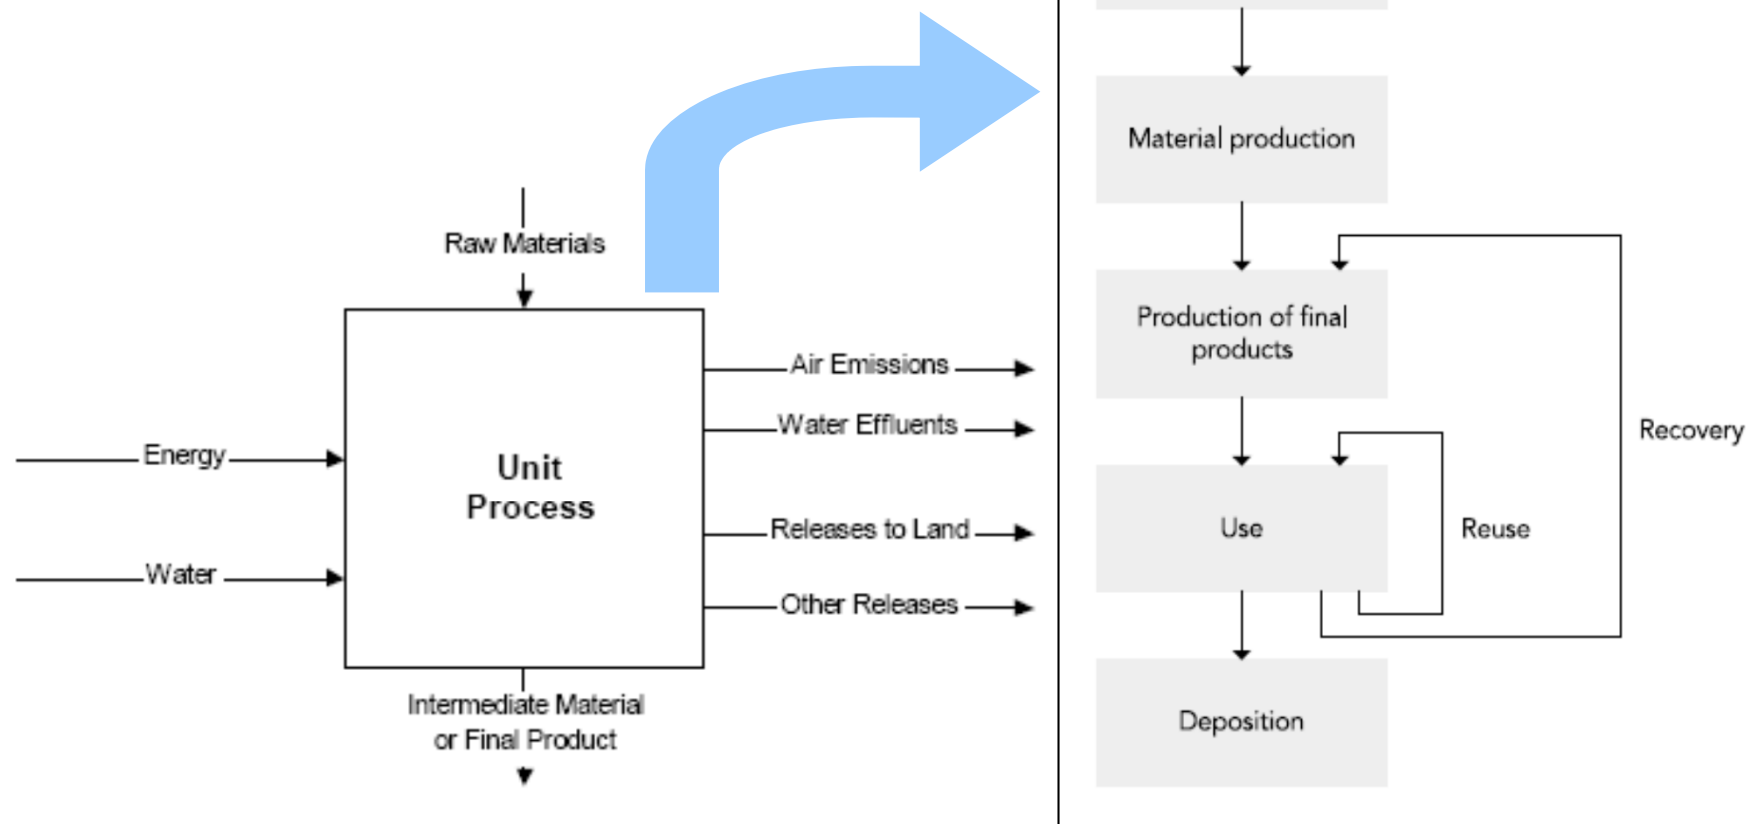 Raw Materials
Energy
Water
Unit
Process
Air Emissions
Water Effluents
Releases to Land
Other Releases
Intermediate Material
or Final Product
Material production
Production of final
products
Use
Deposition
Reuse
Recovery